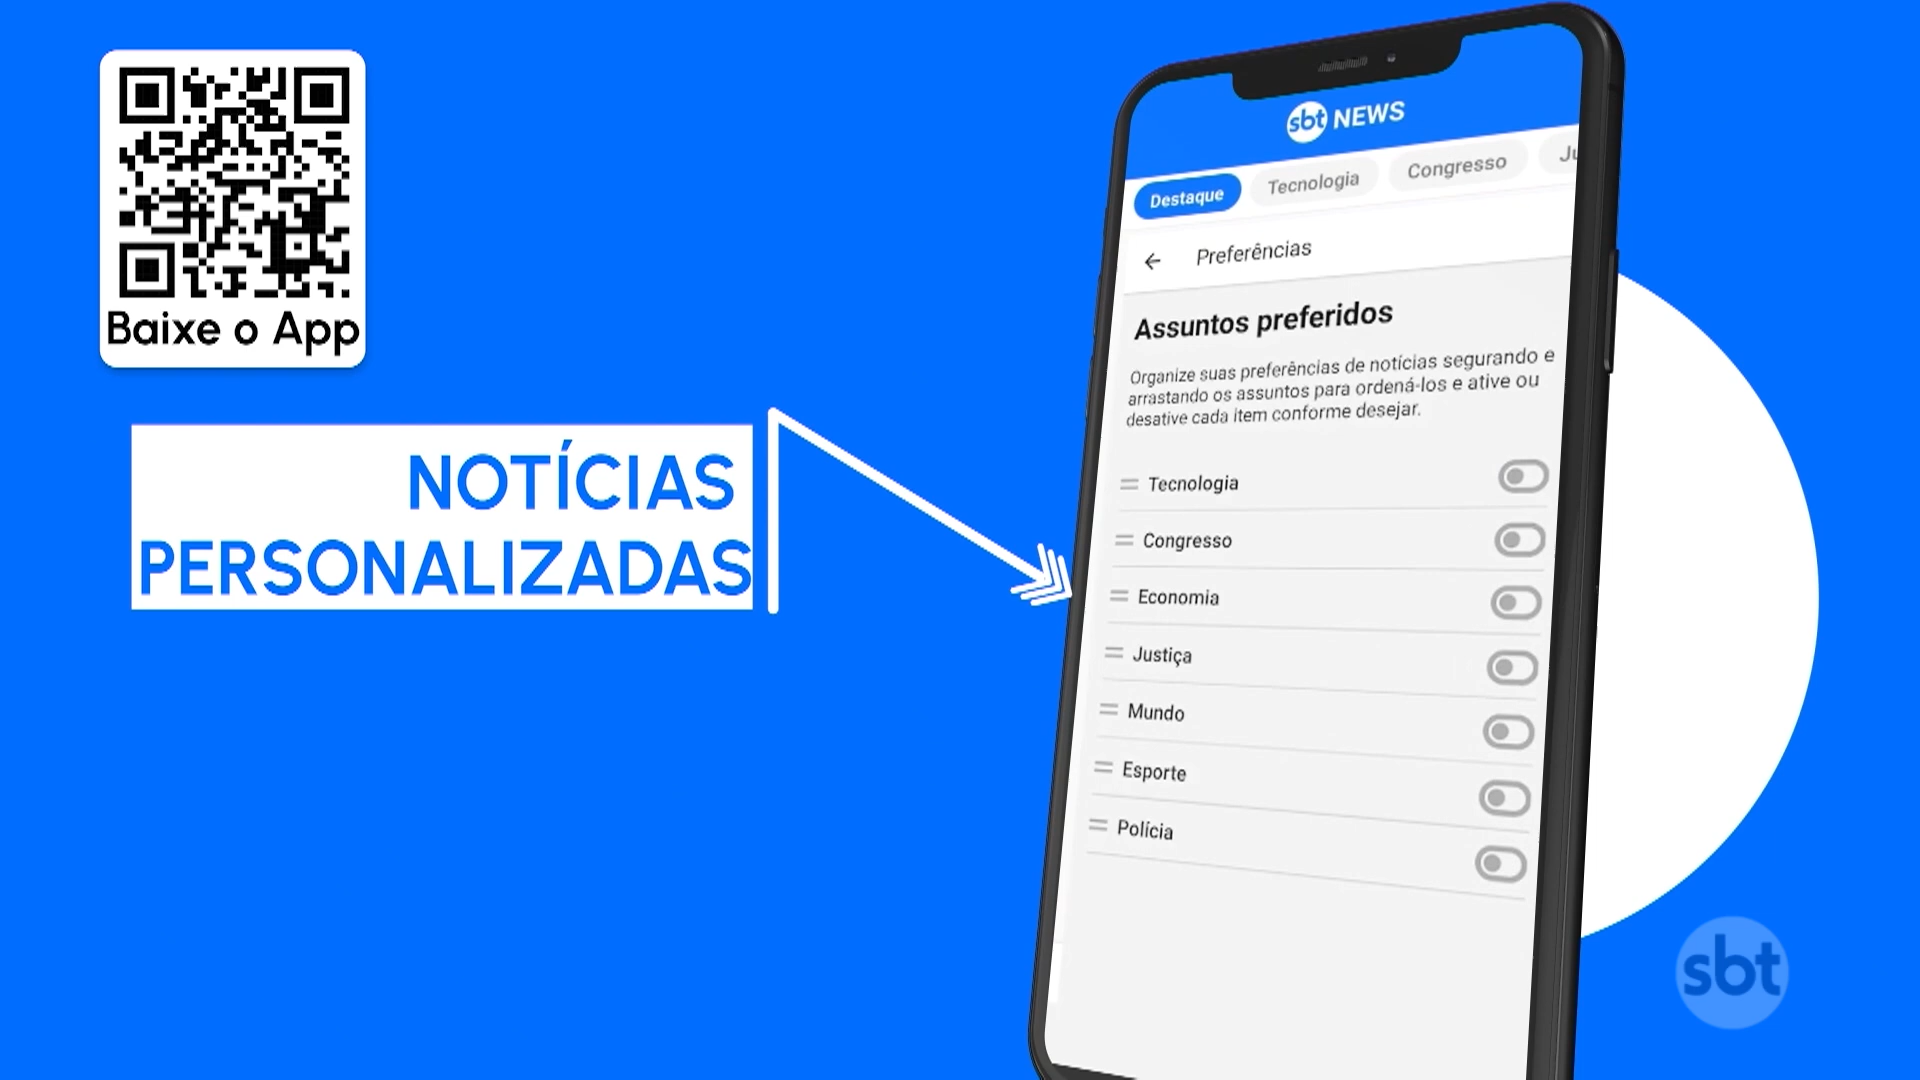 Baixe o App
NOTÍCIAS
PERSONALIZADAS
sbt NEWS
Destaque Tecnologia Congresso Ju
Preferências
Assuntos preferidos
Organize suas preferências de notícias segurando e
arrastando os assuntos para ordená-los e ative ou
desative cada item conforme desejar.
Tecnologia
Congresso
Economia
Justiça
Mundo
Esporte
Polícia
sbt